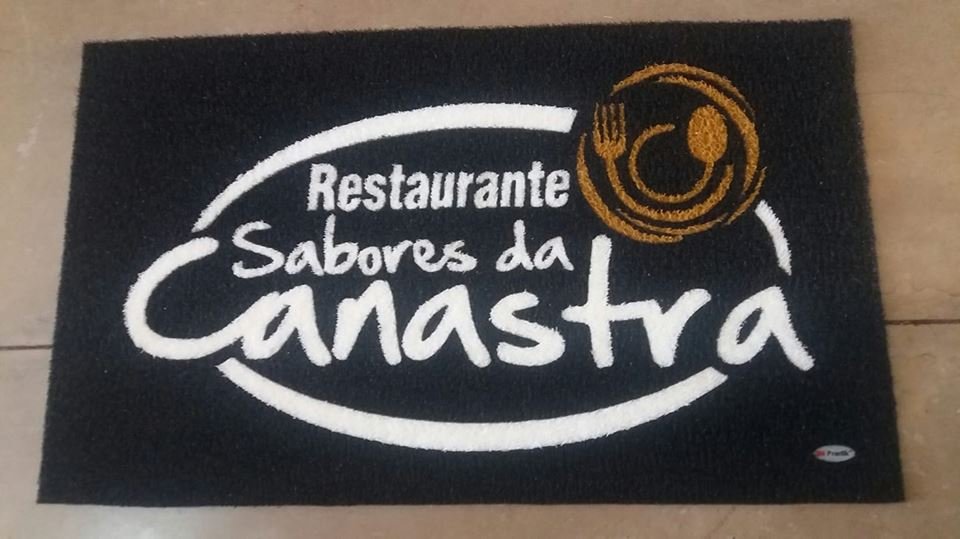 Restaurante
Sabores da
Canastra